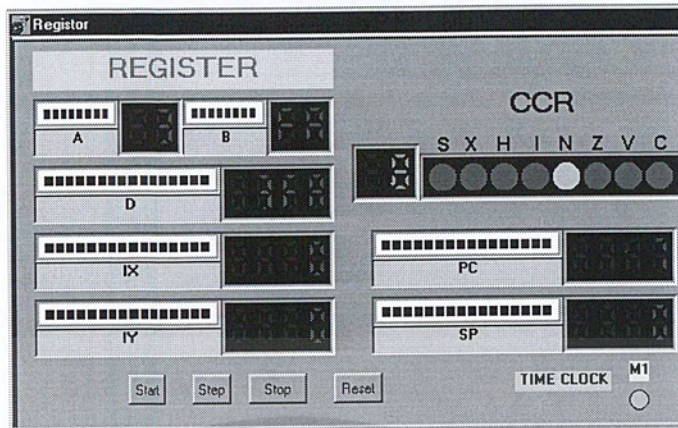 Registor
REGISTER
A
B
D
IX
IY
Start
Step
Stop
Reset
CCR
S X H I N Z V C
PC
SP
TIME CLOCK
M1